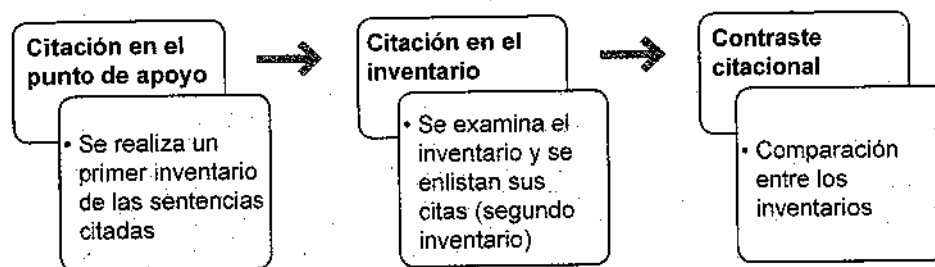 Citación en el
punto de apoyo
• Se realiza un
primer inventario
de las sentencias
citadas
Citación en el
inventario
• Se examina el
inventario y se
enlistan sus
citas (segundo
inventario)
Contraste
citacional
• Comparación
entre los
inventarios